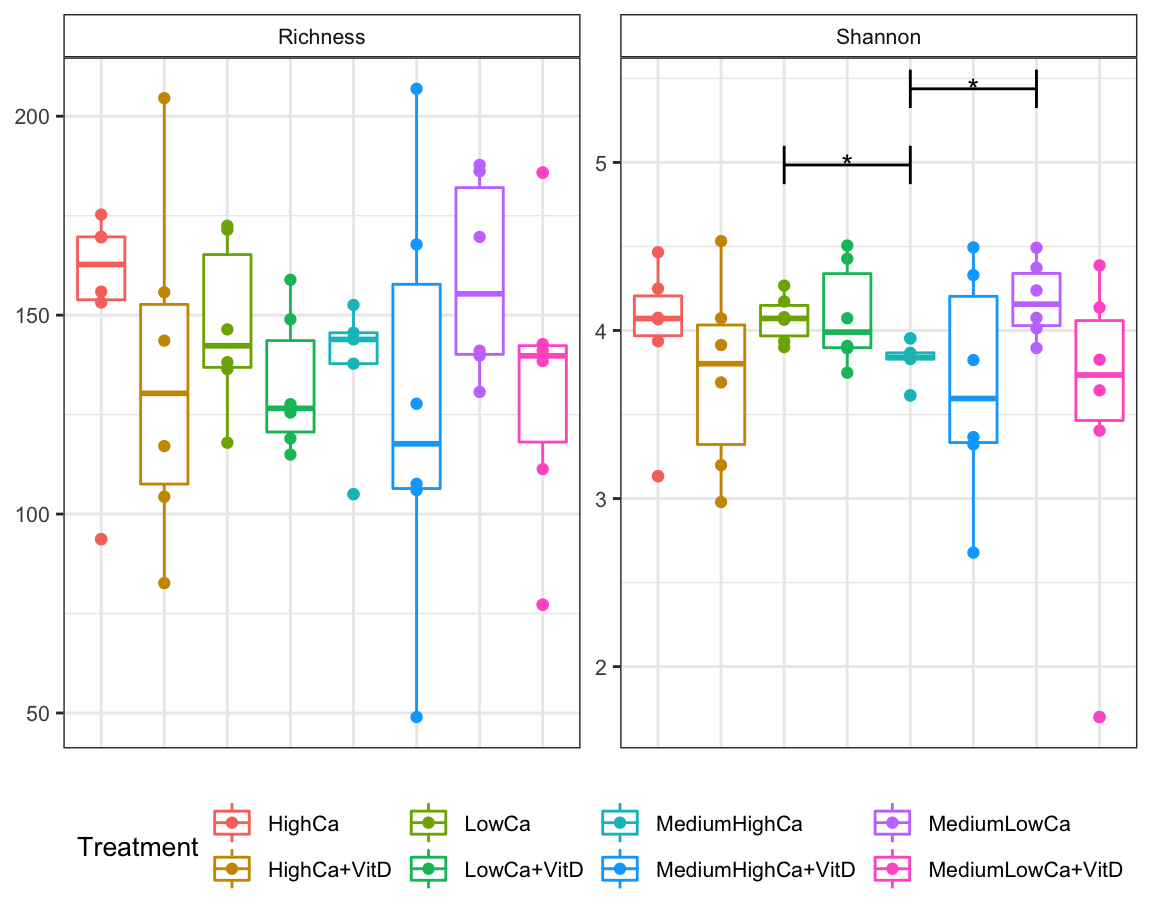 Richness Shannon
*
200
5 *
150 4
100 3
2
50
HighCa LowCa MediumHighCa MediumLowCa
Treatment
HighCa+VitD LowCa+VitD MediumHighCa+VitD MediumLowCa+VitD